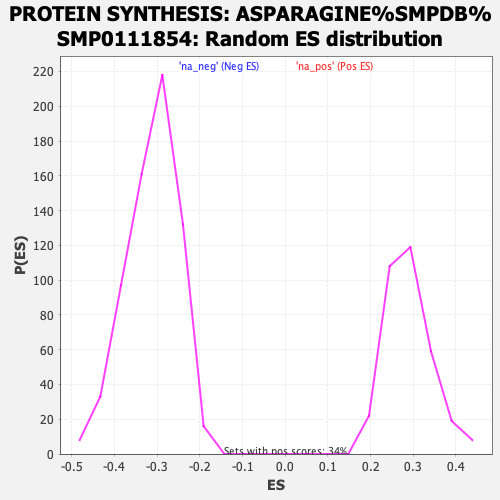 PROTEIN SYNTHESIS: ASPARAGINE%SMPDB%
SMP0111854: Random ES distribution
'na_neg' (Neg ES) 'na_pos' (Pos ES)
220
200
180
160
140
120
100
80
60
40
20
0
P(ES)
Sets with pos scores: 34%
-0.5 -0.4 -0.3 -0.2 -0.1 0.0 0.1 0.2 0.3 0.4
ES